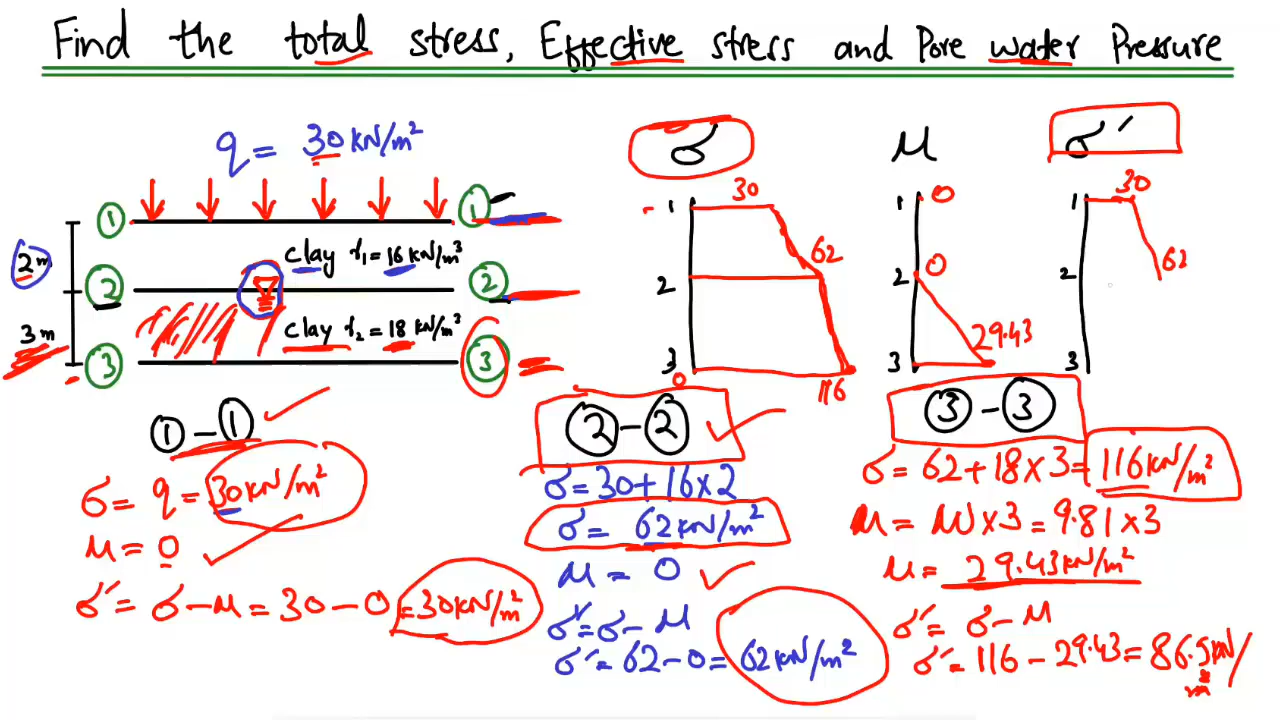 Find the total stress, Effective stress and Pore water Pressure
q = 30 kN/m²
① ①
2m
clay γ₁ = 16 kN/m³
② ②
3m
clay γ₂ = 18 kN/m³
③ ③
σ
1 30
2 62
3 0 116
μ
1 0
2 0
3 29.43
σ′
1 30
2 62
3
① – ①
σ = q = 30 kN/m²
μ = 0
σ′ = σ – μ = 30 – 0 = 30 kN/m²
② – ②
σ = 30 + 16 × 2
σ = 62 kN/m²
μ = 0
σ′ = σ – μ
σ′ = 62 – 0 = 62 kN/m²
③ – ③
σ = 62 + 18 × 3 = 116 kN/m²
μ = γw × 3 = 9.81 × 3
μ = 29.43 kN/m²
σ′ = σ – μ
σ′ = 116 – 29.43 = 86.5 kN/
m²